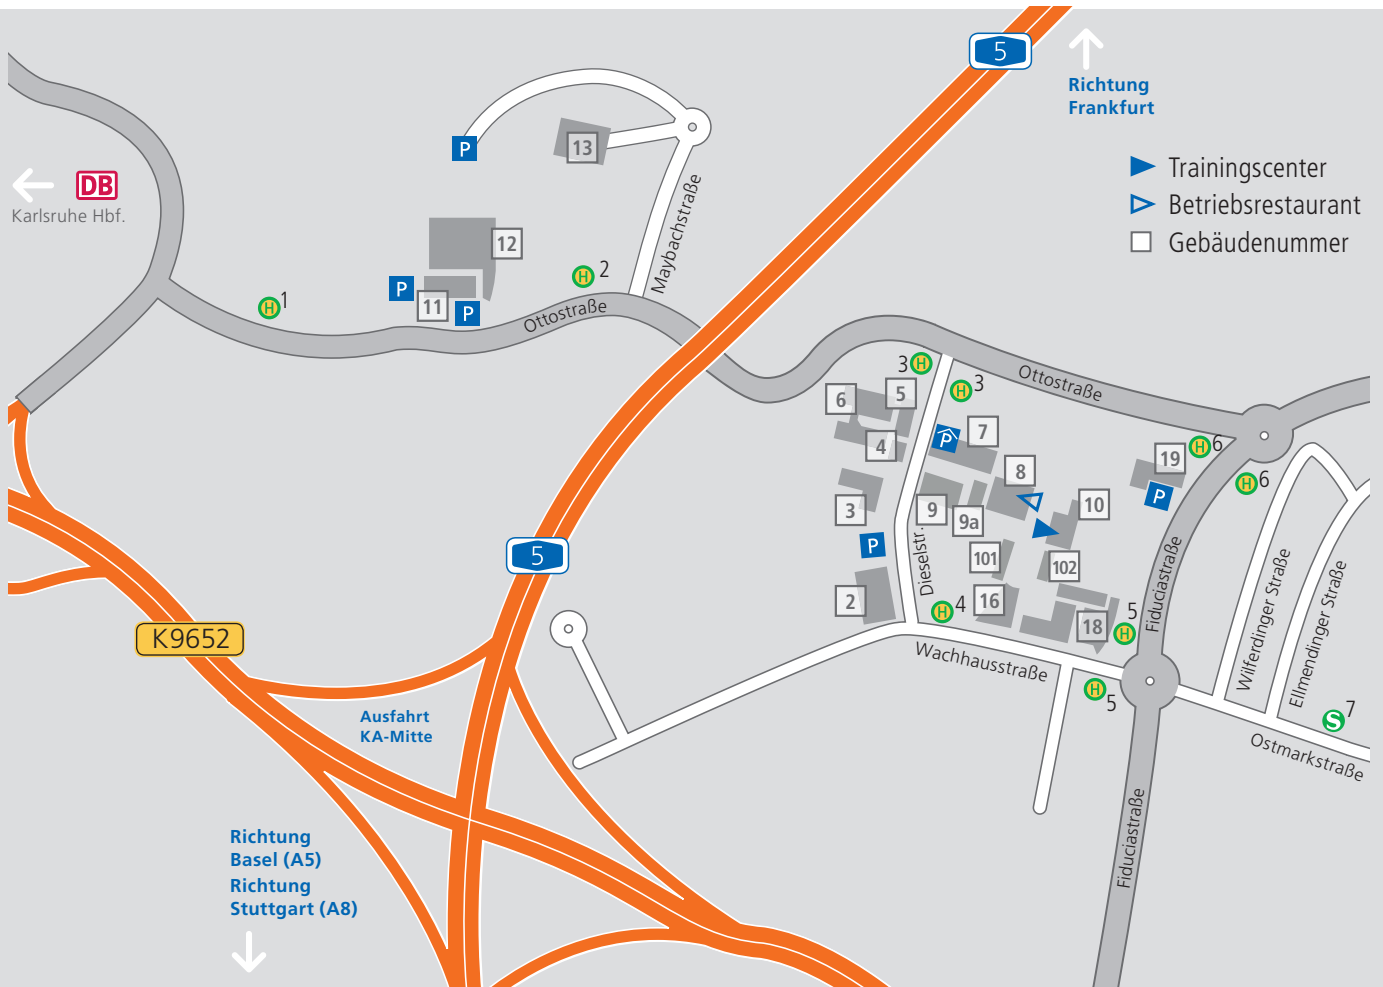 5
Richtung
Frankfurt
Trainingscenter
Betriebsrestaurant
Gebäudenummer
DB
Karlsruhe Hbf.
P
13
Maybachstraße
12
P
11
P
H 1
H 2
Ottostraße
Ottostraße
3 H
H 3
6
5
4
P
7
8
9
9a
10
3
P
2
Dieselstr.
101
102
16
18
19
P
H 6
H 6
H 4
5
H
H
5
Wachhausstraße
Fiduciastraße
Fiduciastraße
Wilferdinger Straße
Ellmendinger Straße
S 7
Ostmarkstraße
5
K9652
Ausfahrt
KA-Mitte
Richtung
Basel (A5)
Richtung
Stuttgart (A8)